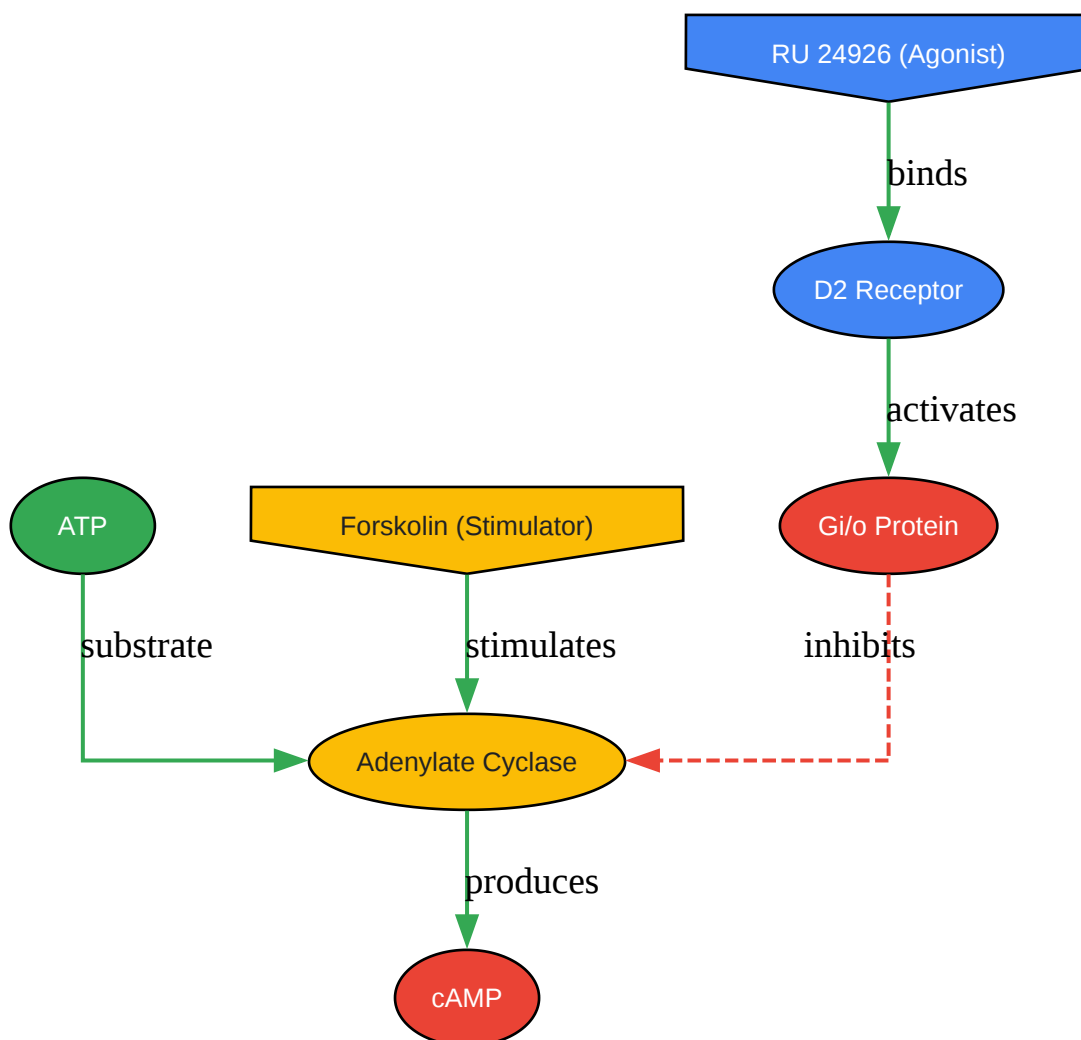 RU 24926 (Agonist)
binds
D2 Receptor
activates
ATP
Forskolin (Stimulator)
Gi/o Protein
substrate
stimulates
inhibits
Adenylate Cyclase
produces
cAMP